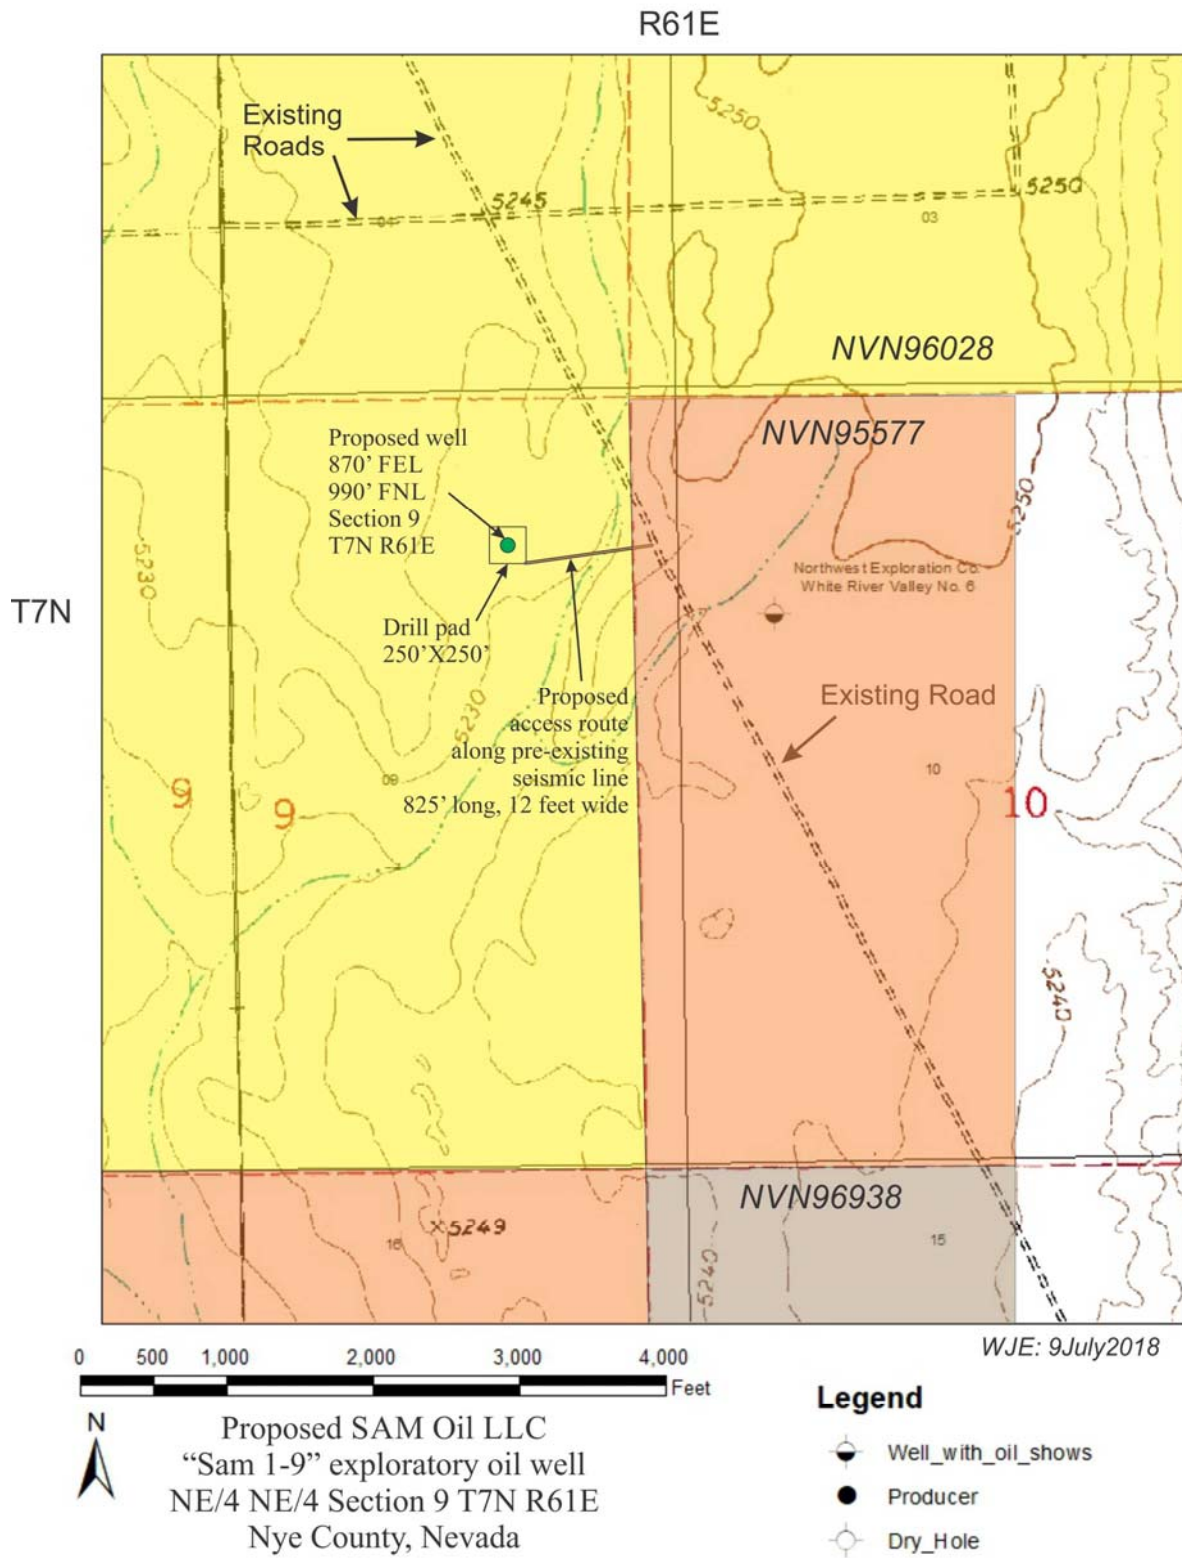 R61E
T7N
Existing
Roads
5250
5245
5250
04
03
NVN96028
NVN95577
Proposed well
870' FEL
990' FNL
Section 9
T7N R61E
5230
5250
Northwest Exploration Co.
White River Valley No. 6
Drill pad
250'X250'
5230
Proposed
access route
along pre-existing
seismic line
825' long, 12 feet wide
Existing Road
09
10
9
9
10
5240
NVN96938
×5249
16
15
5240
WJE: 9July2018
0 500 1,000 2,000 3,000 4,000
Feet
N
Proposed SAM Oil LLC
“Sam 1-9” exploratory oil well
NE/4 NE/4 Section 9 T7N R61E
Nye County, Nevada
Legend
Well_with_oil_shows
Producer
Dry_Hole